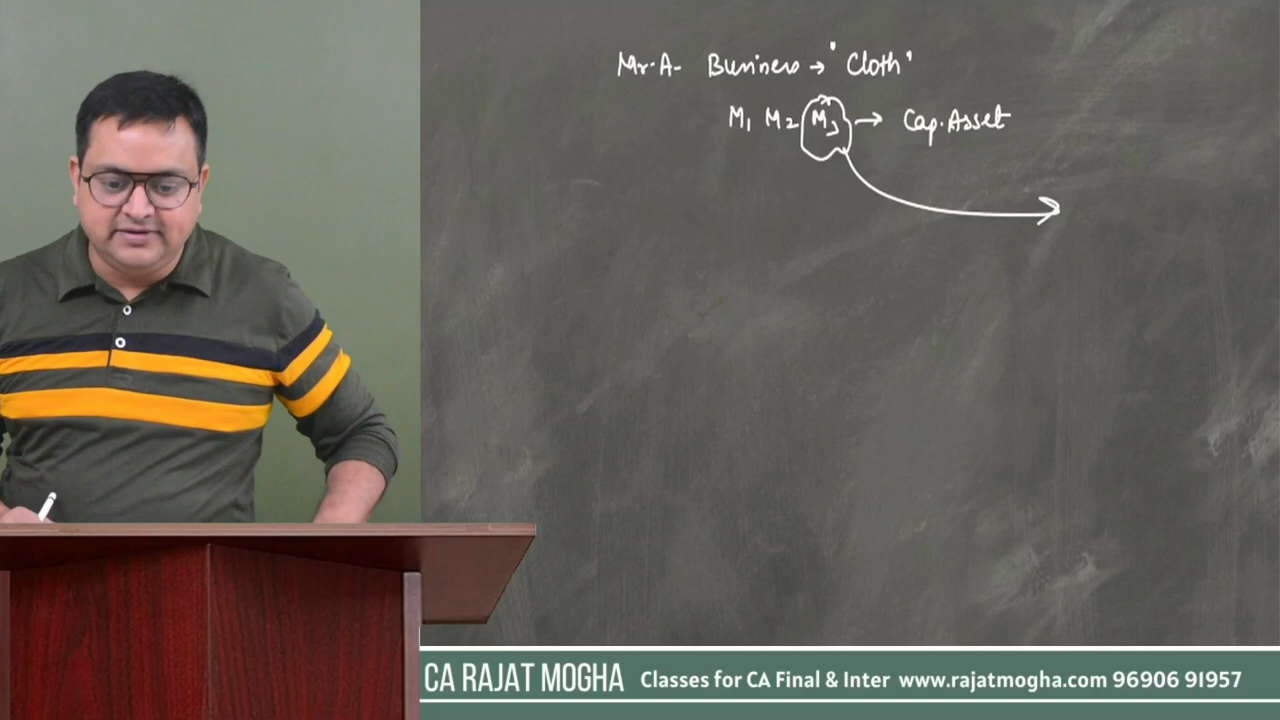 Mr. A - Business → "Cloth"
M1 M2 M3 → Cap. Asset
CA RAJAT MOGHA Classes for CA Final & Inter www.rajatmogha.com 96906 91957